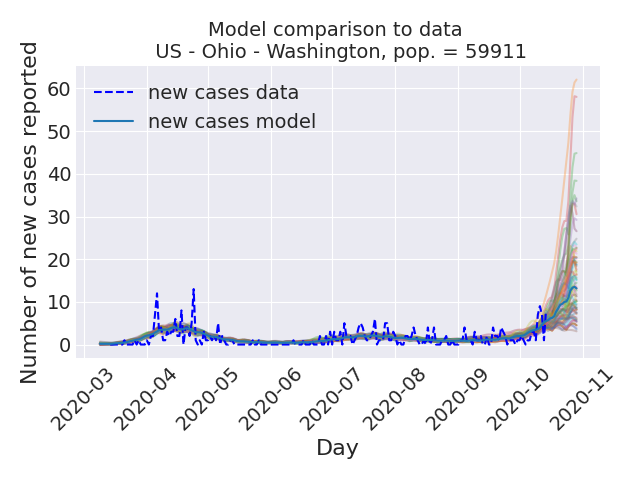 Model comparison to data
US - Ohio - Washington, pop. = 59911
Number of new cases reported
60
50
40
30
20
10
0
new cases data
new cases model
2020-03
2020-04
2020-05
2020-06
2020-07
2020-08
2020-09
2020-10
2020-11
Day